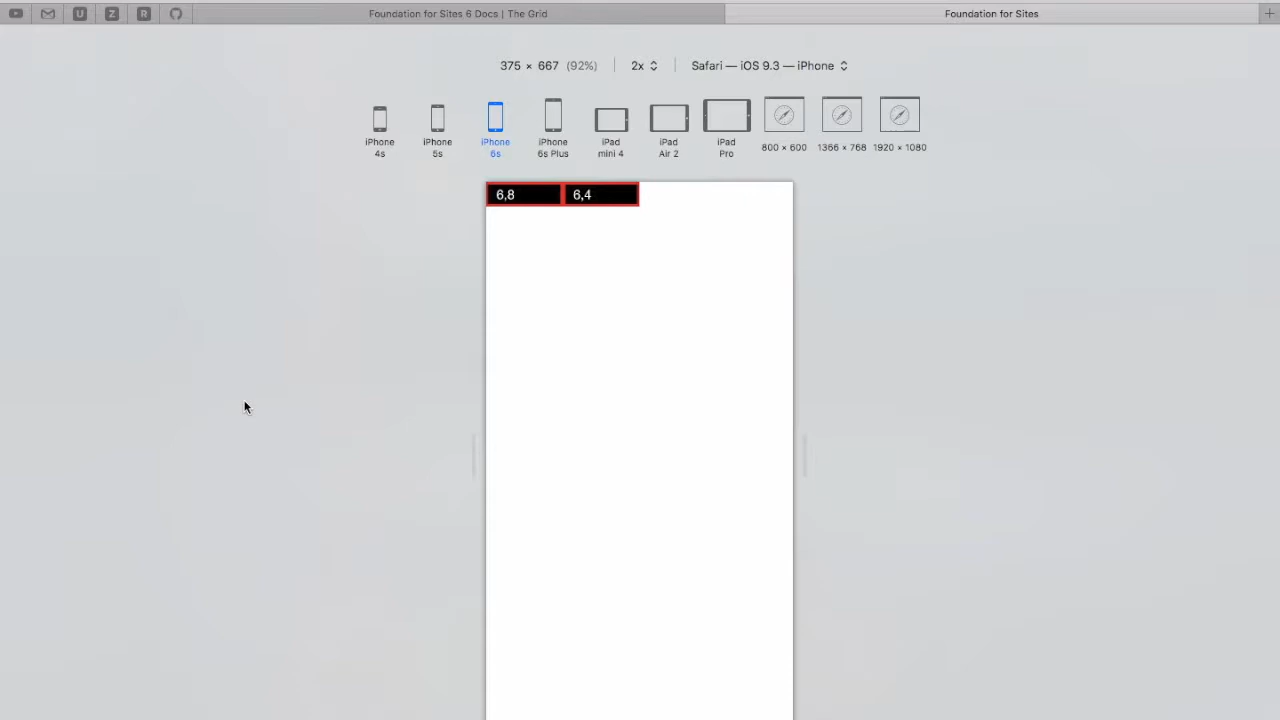 U Z R Foundation for Sites 6 Docs | The Grid Foundation for Sites +
375 × 667 (92%) 2x Safari — iOS 9.3 — iPhone
iPhone 4s
iPhone 5s
iPhone 6s
iPhone 6s Plus
iPad mini 4
iPad Air 2
iPad Pro
800 × 600
1366 × 768
1920 × 1080
6,8 6,4